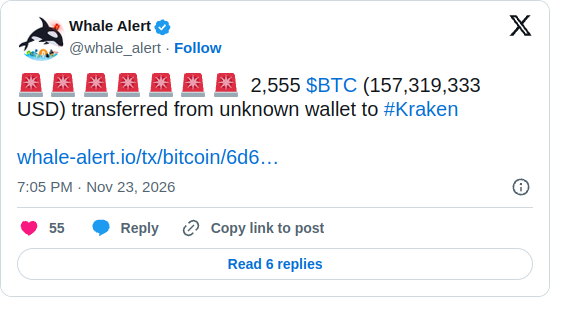 Whale Alert
@whale_alert · Follow
🚨 🚨 🚨 🚨 🚨 🚨 🚨 2,555 $BTC (157,319,333
USD) transferred from unknown wallet to #Kraken
whale-alert.io/tx/bitcoin/6d6…
7:05 PM · Nov 23, 2026
55 Reply Copy link to post
Read 6 replies